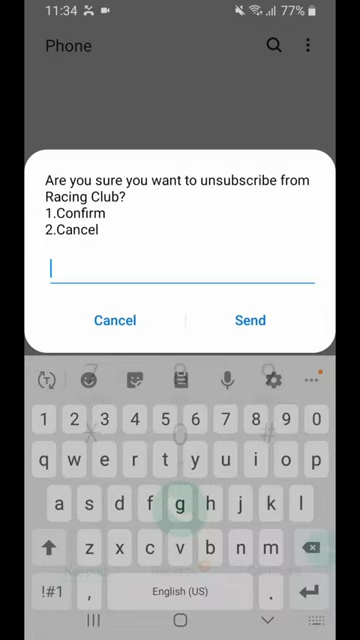 11:34 77%
Phone
Are you sure you want to unsubscribe from
Racing Club?
1.Confirm
2.Cancel
Cancel Send
1 2 3 4 5 6 7 8 9 0
q w e r t y u i o p
a s d f g h j k l
z x c v b n m
!#1 , English (US) .